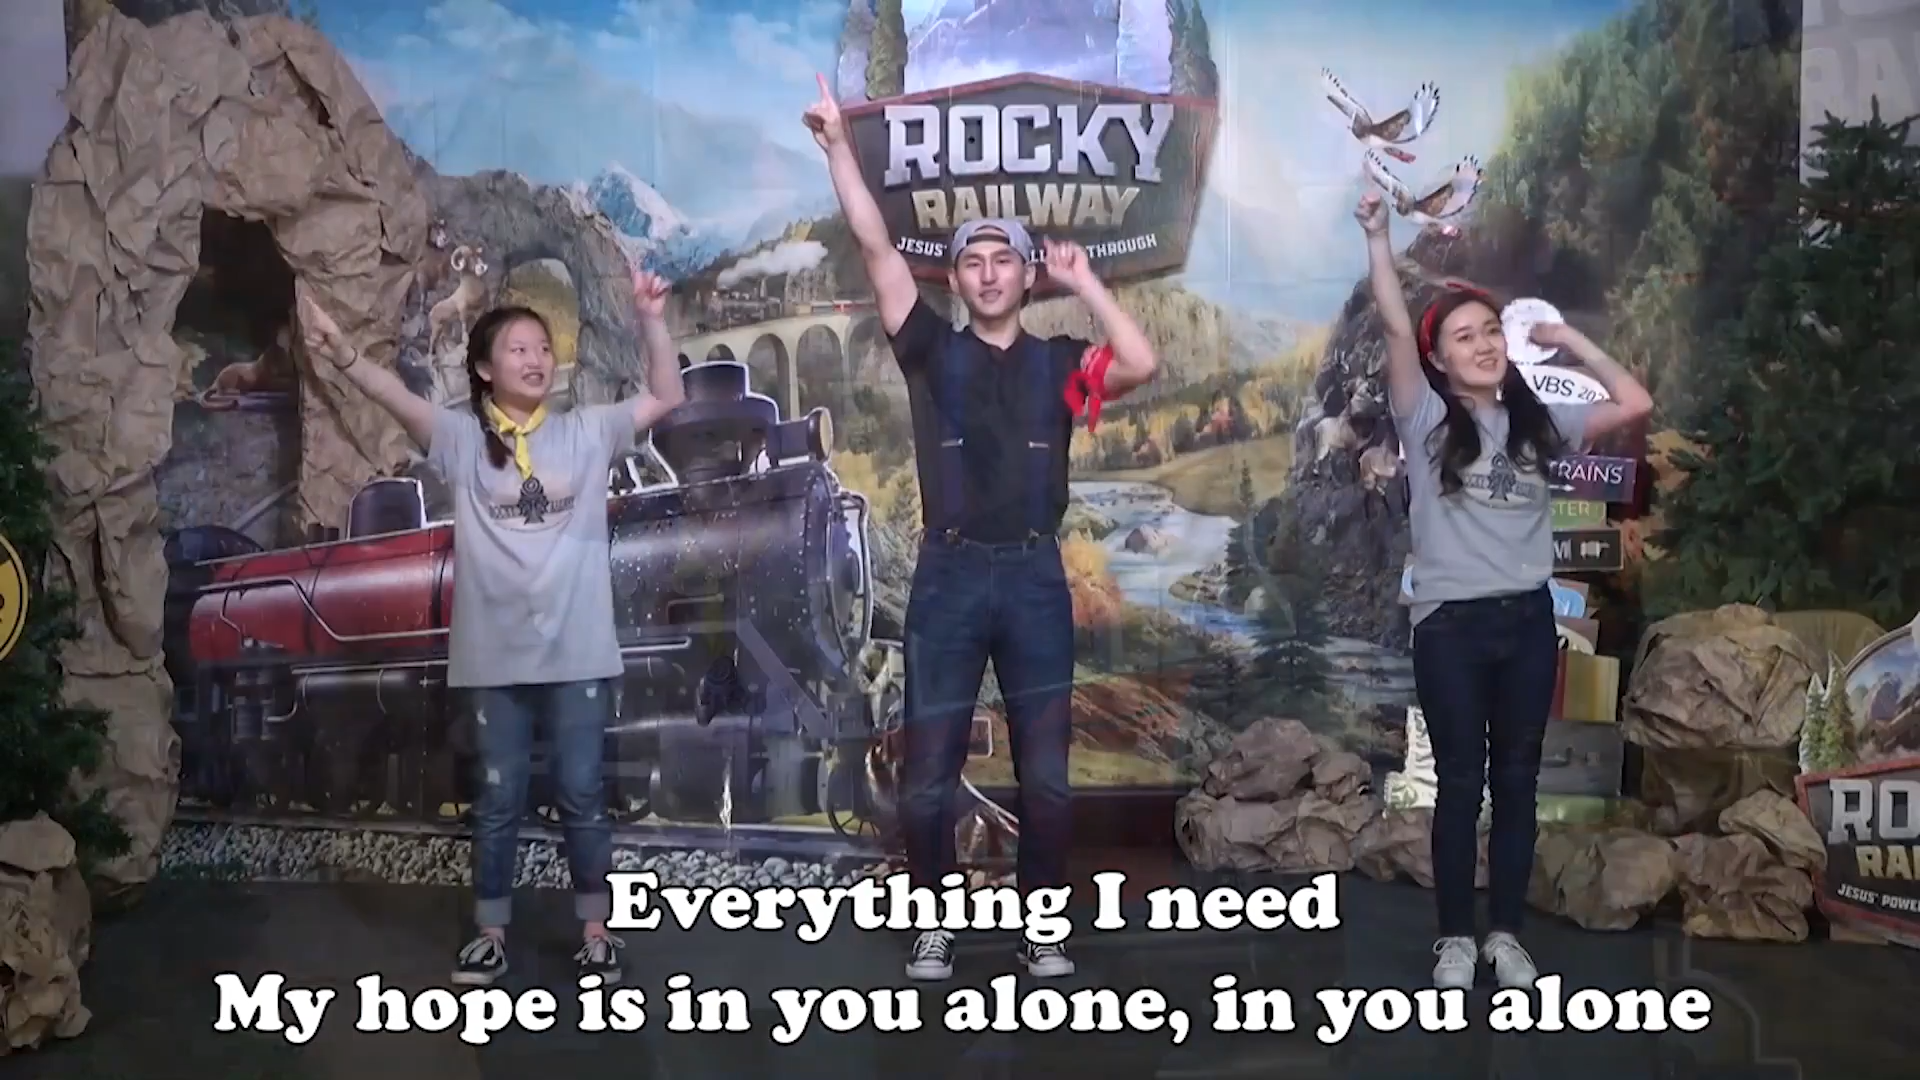 ROCKY
RAILWAY
JESUS' THROUGH
VBS 202
TRAINS
STER
Everything I need
My hope is in you alone, in you alone
RO
RAI
JESUS' POWE